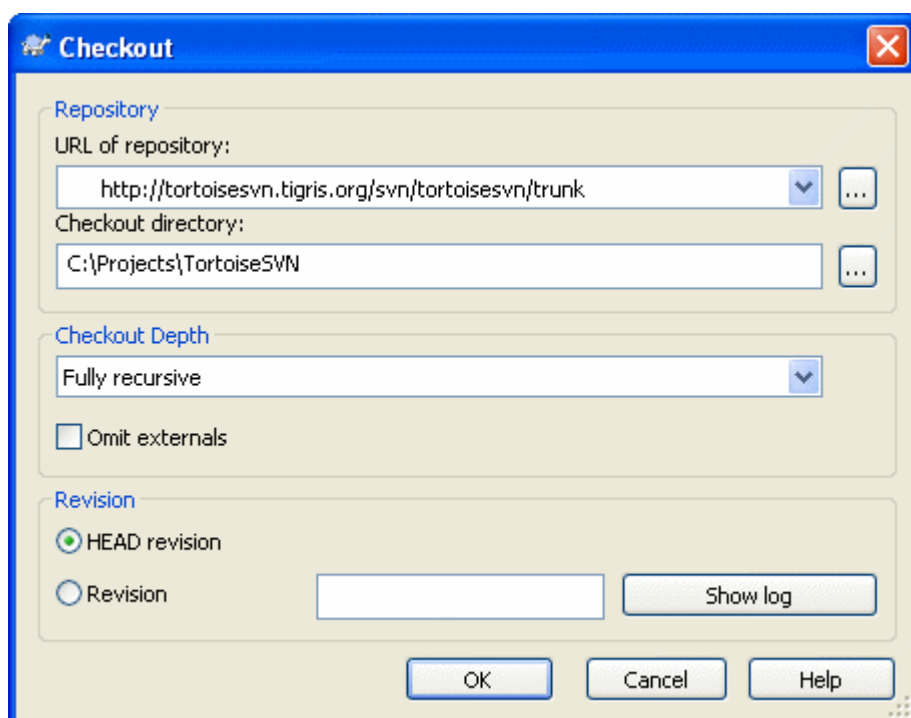 Checkout
Repository
URL of repository:
http://tortoisesvn.tigris.org/svn/tortoisesvn/trunk
...
Checkout directory:
C:\Projects\TortoiseSVN
...
Checkout Depth
Fully recursive
Omit externals
Revision
HEAD revision
Revision
Show log
OK
Cancel
Help